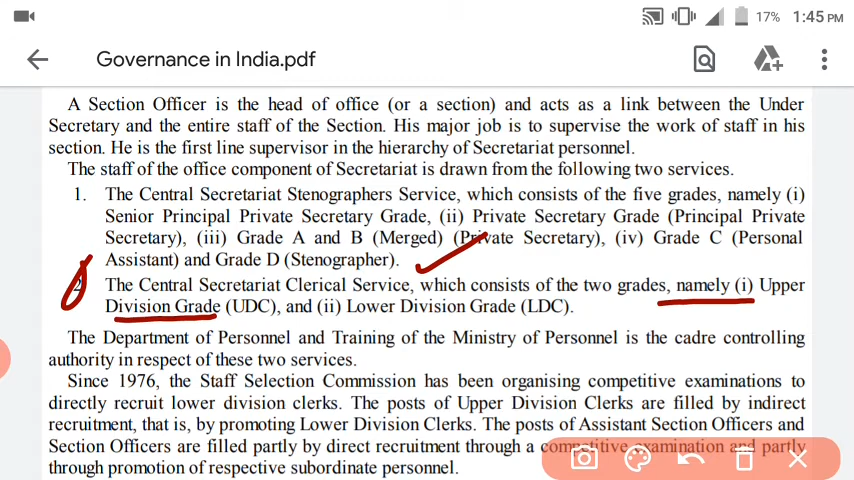 17% 1:45 PM
Governance in India.pdf
A Section Officer is the head of office (or a section) and acts as a link between the Under
Secretary and the entire staff of the Section. His major job is to supervise the work of staff in his
section. He is the first line supervisor in the hierarchy of Secretariat personnel.
The staff of the office component of Secretariat is drawn from the following two services.
1. The Central Secretariat Stenographers Service, which consists of the five grades, namely (i)
Senior Principal Private Secretary Grade, (ii) Private Secretary Grade (Principal Private
Secretary), (iii) Grade A and B (Merged) (Private Secretary), (iv) Grade C (Personal
Assistant) and Grade D (Stenographer).
2. The Central Secretariat Clerical Service, which consists of the two grades, namely (i) Upper
Division Grade (UDC), and (ii) Lower Division Grade (LDC).
The Department of Personnel and Training of the Ministry of Personnel is the cadre controlling
authority in respect of these two services.
Since 1976, the Staff Selection Commission has been organising competitive examinations to
directly recruit lower division clerks. The posts of Upper Division Clerks are filled by indirect
recruitment, that is, by promoting Lower Division Clerks. The posts of Assistant Section Officers and
Section Officers are filled partly by direct recruitment through a competitive examination and partly
through promotion of respective subordinate personnel.